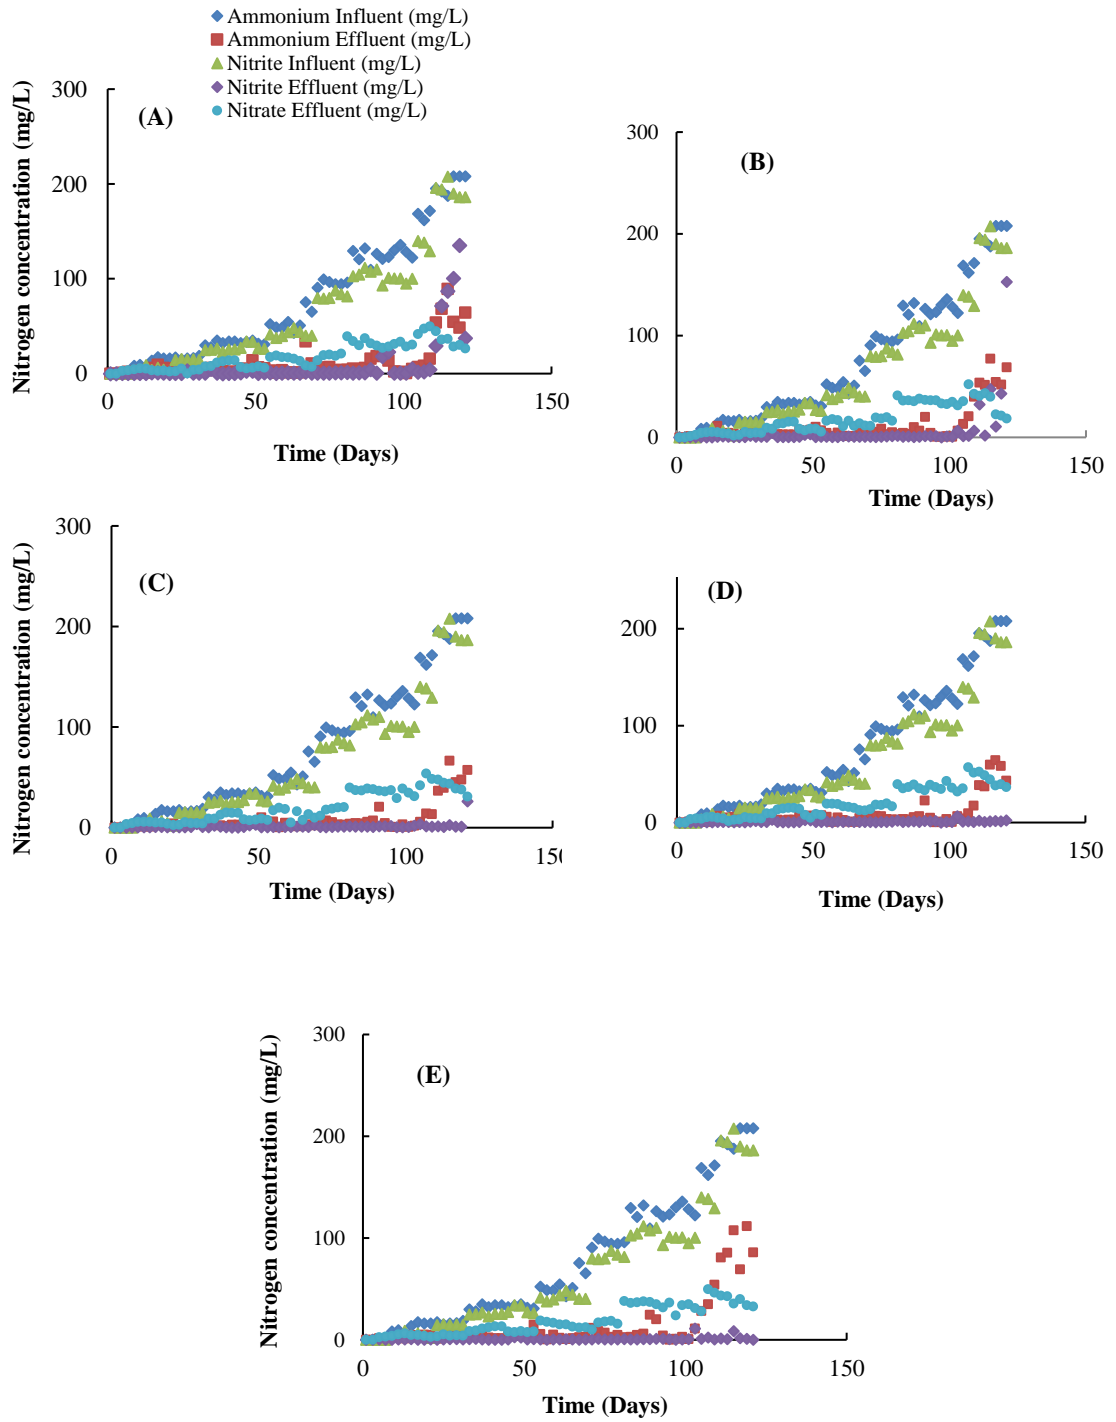 Ammonium Influent (mg/L)
Ammonium Effluent (mg/L)
Nitrite Influent (mg/L)
Nitrite Effluent (mg/L)
Nitrate Effluent (mg/L)
(A)
Nitrogen concentration (mg/L)
300
200
100
0
0 50 100 150
Time (Days)
(B)
300
200
100
0
0 50 100 150
Time (Days)
(C)
Nitrogen concentration (mg/L)
300
200
100
0
0 50 100 15
Time (Days)
(D)
200
100
0
0 50 100 150
Time (Days)
(E)
Nitrogen concentration (mg/L)
300
200
100
0
0 50 100 150
Time (Days)